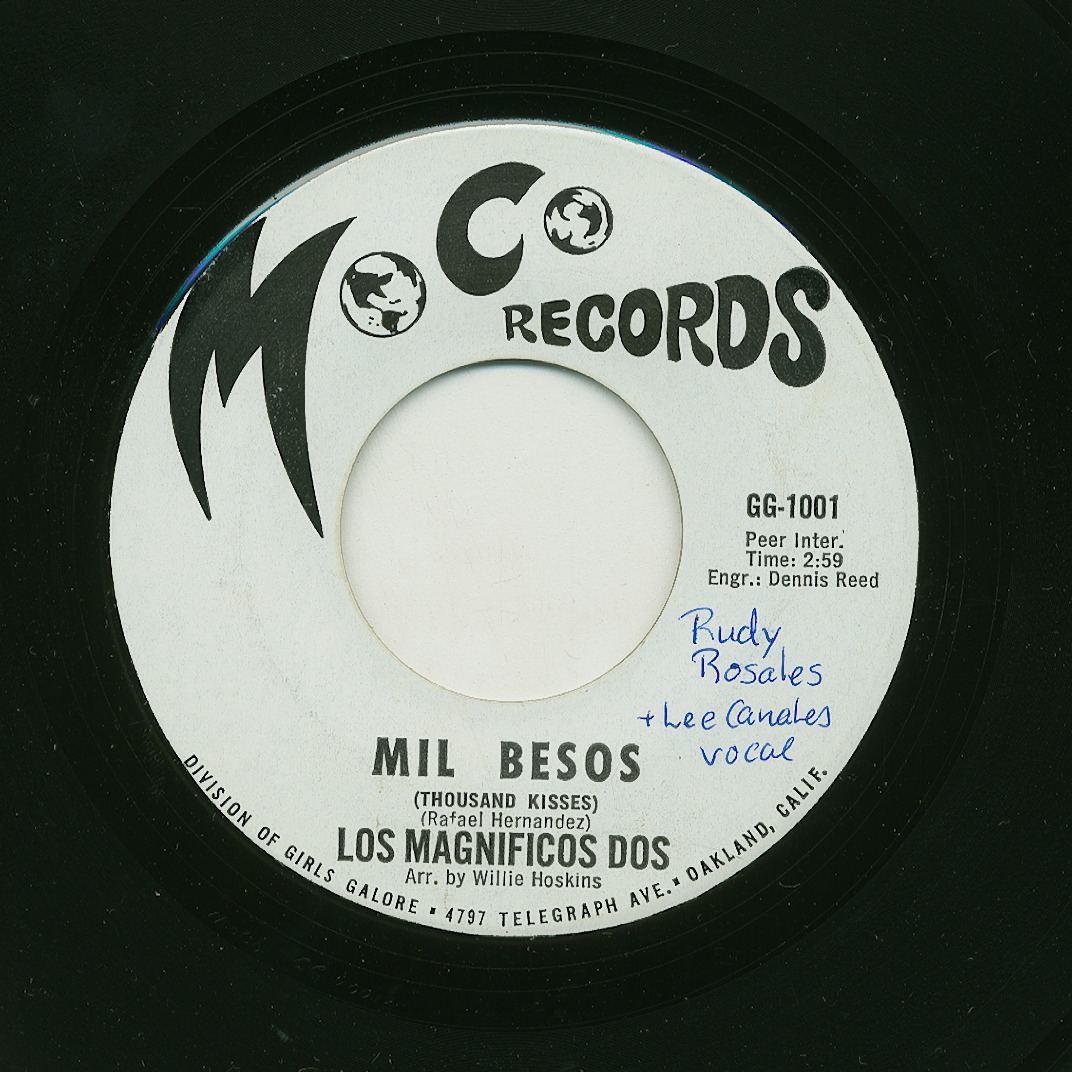 MoCo
RECORDS
GG-1001
Peer Inter.
Time: 2:59
Engr.: Dennis Reed
Rudy
Rosales
+ Lee Canales
vocal
MIL BESOS
(THOUSAND KISSES)
(Rafael Hernandez)
LOS MAGNIFICOS DOS
Arr. by Willie Hoskins
DIVISION OF GIRLS GALORE ▪ 4797 TELEGRAPH AVE. ▪ OAKLAND, CALIF.